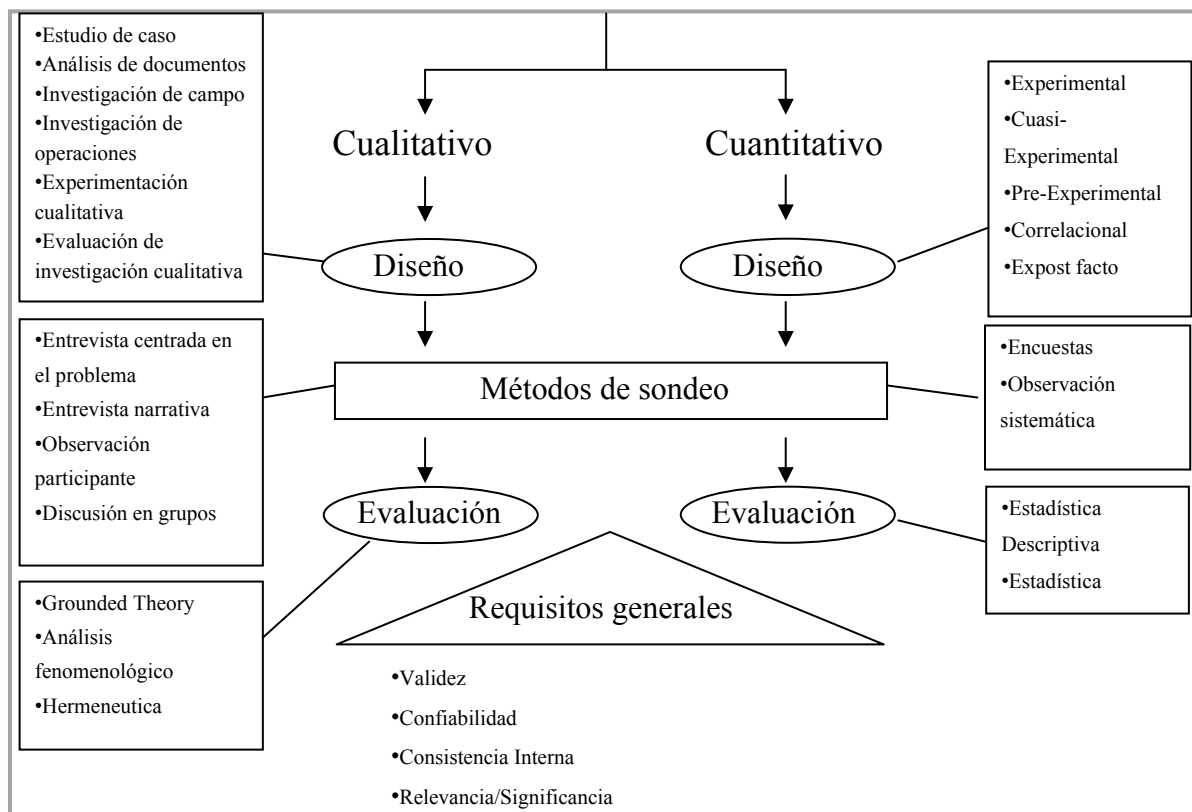 •Estudio de caso
•Análisis de documentos
•Investigación de campo
•Investigación de
operaciones
•Experimentación
cualitativa
•Evaluación de
investigación cualitativa
Cualitativo
Cuantitativo
•Experimental
•Cuasi-
Experimental
•Pre-Experimental
•Correlacional
•Expost facto
Diseño
Diseño
•Entrevista centrada en
el problema
•Entrevista narrativa
•Observación
participante
•Discusión en grupos
Métodos de sondeo
•Encuestas
•Observación
sistemática
Evaluación
Evaluación
•Estadística
Descriptiva
•Estadística
•Grounded Theory
•Análisis
fenomenológico
•Hermeneutica
Requisitos generales
•Validez
•Confiabilidad
•Consistencia Interna
•Relevancia/Significancia